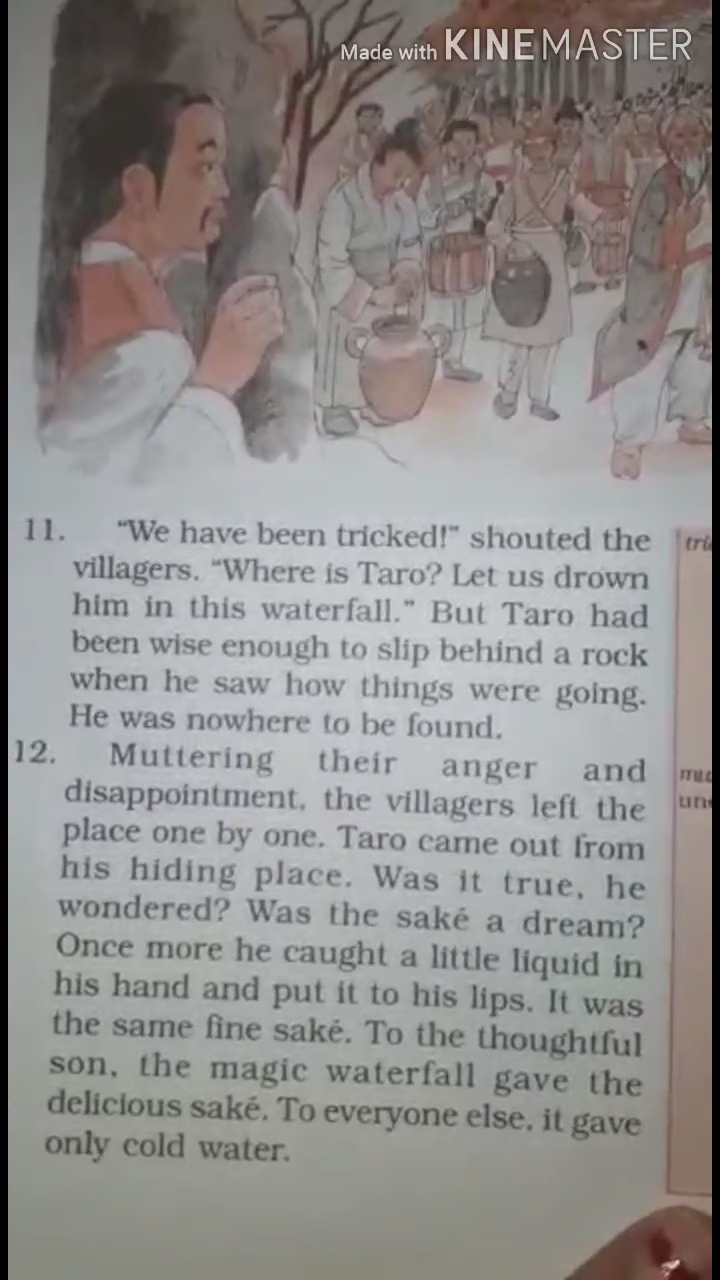 Made with KINEMASTER
11. "We have been tricked!" shouted the
villagers. "Where is Taro? Let us drown
him in this waterfall." But Taro had
been wise enough to slip behind a rock
when he saw how things were going.
He was nowhere to be found.
12. Muttering their anger and
disappointment, the villagers left the
place one by one. Taro came out from
his hiding place. Was it true, he
wondered? Was the saké a dream?
Once more he caught a little liquid in
his hand and put it to his lips. It was
the same fine saké. To the thoughtful
son, the magic waterfall gave the
delicious saké. To everyone else, it gave
only cold water.